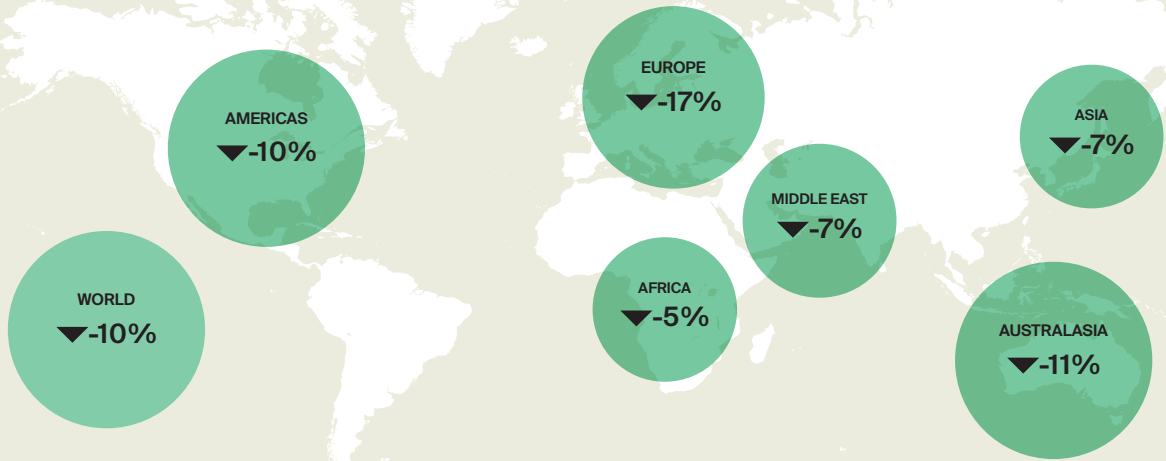 EUROPE
▼-17%
AMERICAS
▼-10%
ASIA
▼-7%
MIDDLE EAST
▼-7%
AFRICA
▼-5%
WORLD
▼-10%
AUSTRALASIA
▼-11%